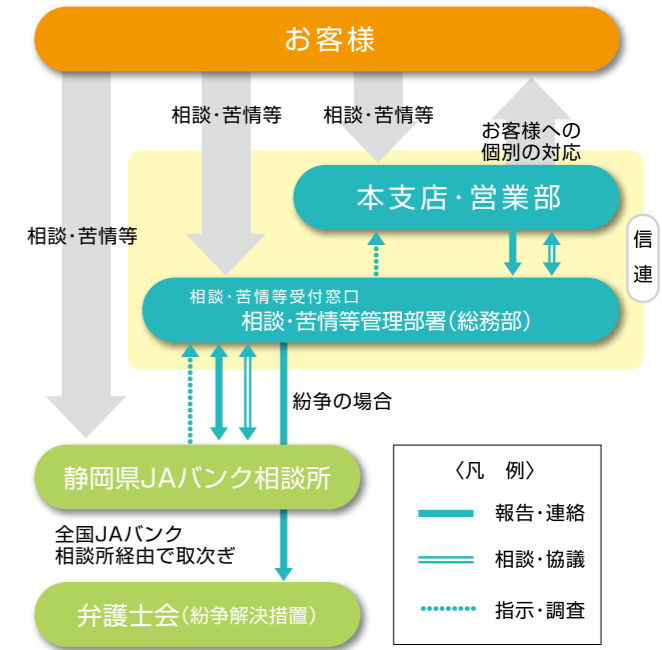 お客様
相談・苦情等
相談・苦情等
お客様への
個別の対応
本支店・営業部
相談・苦情等
信
連
相談・苦情等受付窓口
相談・苦情等管理部署(総務部)
紛争の場合
静岡県JAバンク相談所
全国JAバンク
相談所経由で取次ぎ
弁護士会(紛争解決措置)
〈凡　例〉
報告・連絡
相談・協議
指示・調査